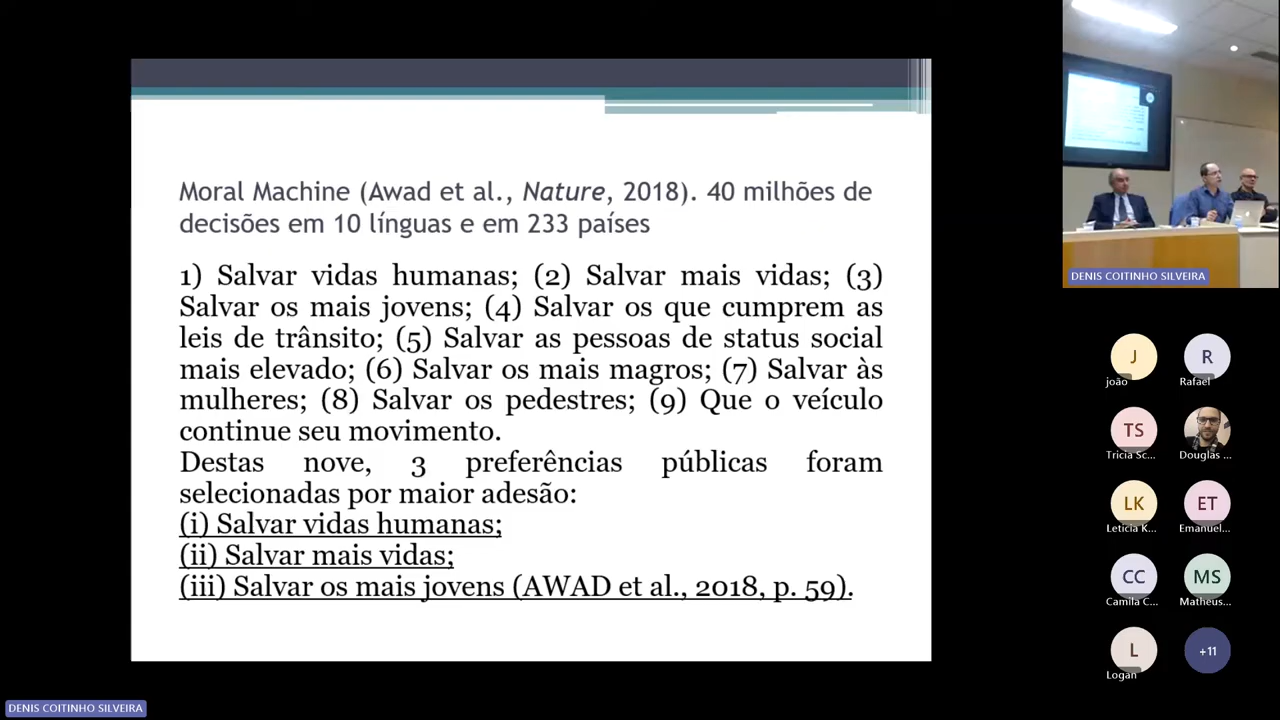 Moral Machine (Awad et al., Nature, 2018). 40 milhões de
decisões em 10 línguas e em 233 países
1) Salvar vidas humanas; (2) Salvar mais vidas; (3)
Salvar os mais jovens; (4) Salvar os que cumprem as
leis de trânsito; (5) Salvar as pessoas de status social
mais elevado; (6) Salvar os mais magros; (7) Salvar às
mulheres; (8) Salvar os pedestres; (9) Que o veículo
continue seu movimento.
Destas nove, 3 preferências públicas foram
selecionadas por maior adesão:
(i) Salvar vidas humanas;
(ii) Salvar mais vidas;
(iii) Salvar os mais jovens (AWAD et al., 2018, p. 59).
DENIS COITINHO SILVEIRA
J
joão
R
Rafael
TS
Tricia Sc...
Douglas ...
LK
Letícia K...
ET
Emanuel...
CC
Camila C...
MS
Matheus...
L
Logan
+11
DENIS COITINHO SILVEIRA